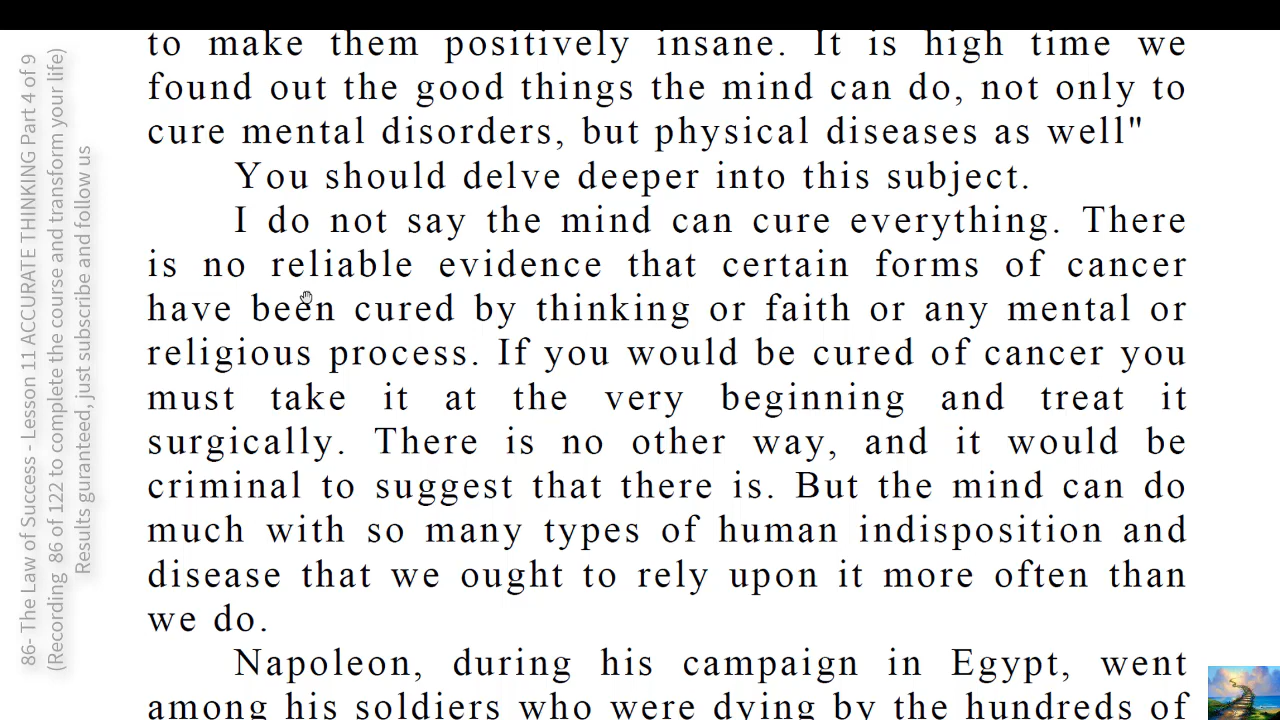 to make them positively insane. It is high time we
found out the good things the mind can do, not only to
cure mental disorders, but physical diseases as well"
You should delve deeper into this subject.
I do not say the mind can cure everything. There
is no reliable evidence that certain forms of cancer
have been cured by thinking or faith or any mental or
religious process. If you would be cured of cancer you
must take it at the very beginning and treat it
surgically. There is no other way, and it would be
criminal to suggest that there is. But the mind can do
much with so many types of human indisposition and
disease that we ought to rely upon it more often than
we do.
Napoleon, during his campaign in Egypt, went
among his soldiers who were dying by the hundreds of
86- The Law of Success - Lesson 11 ACCURATE THINKING Part 4 of 9
(Recording 86 of 122 to complete the course and transform your life)
Results guranteed, just subscribe and follow us